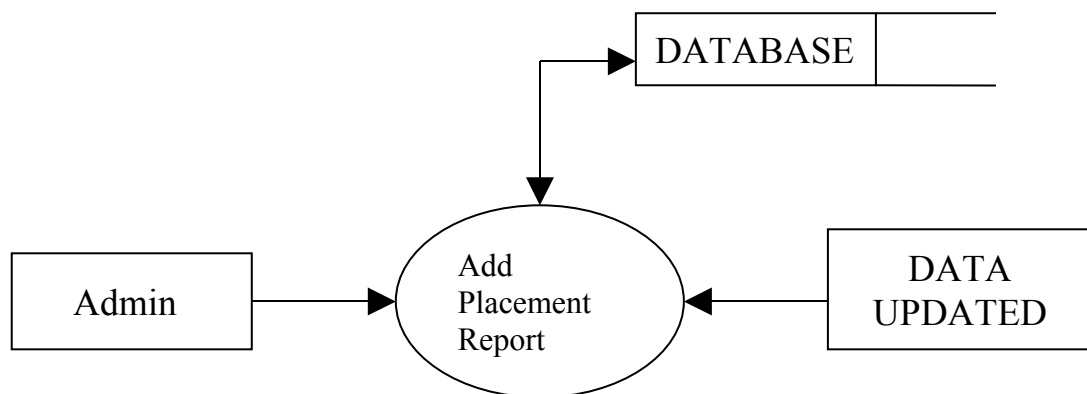 DATABASE
Admin
Add
Placement
Report
DATA
UPDATED